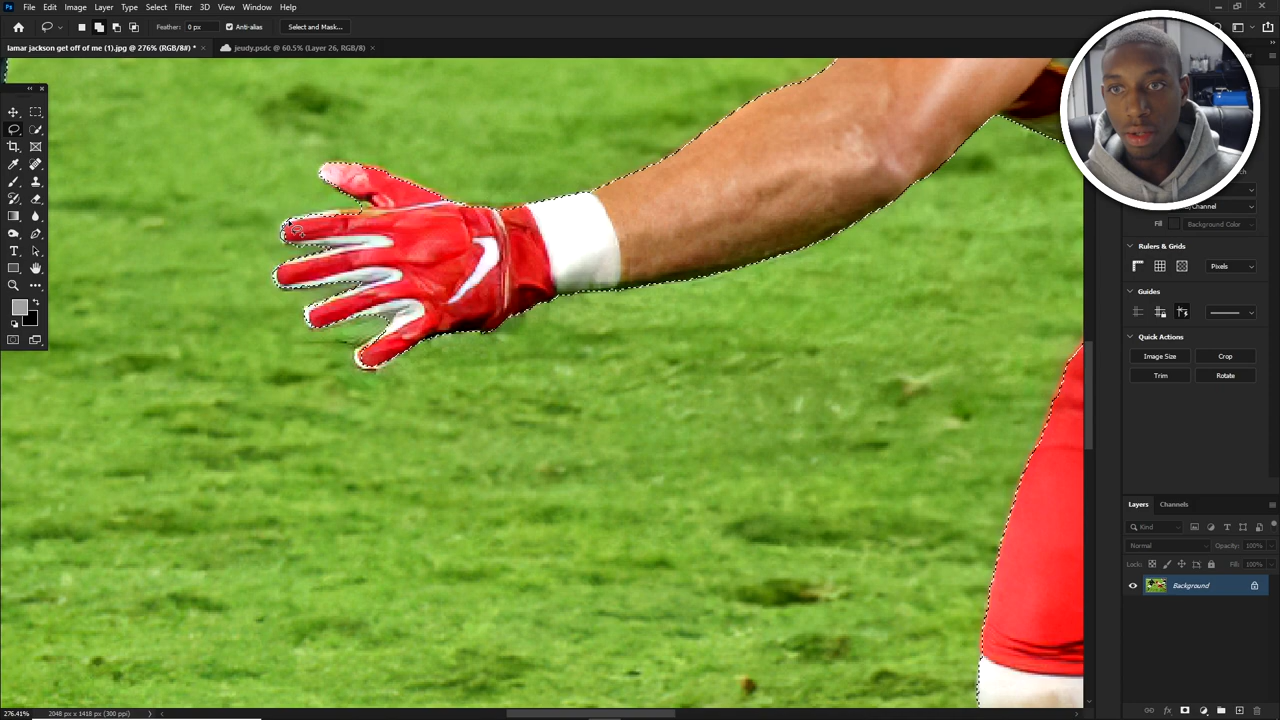 Ps File Edit Image Layer Type Select Filter 3D View Window Help
Feather: 0 px Anti-alias Select and Mask...
lamar jackson get off of me (1).jpg @ 276% (RGB/8#) * × jeudy.psdc @ 60.5% (Layer 26, RGB/8) ×
Fill Background Color
Rulers & Grids
Pixels
Guides
Quick Actions
Image Size Crop
Trim Rotate
Layers Channels
Kind
Normal Opacity: 100%
Lock: Fill: 100%
Background
276.41% 2048 px x 1418 px (300 ppi)